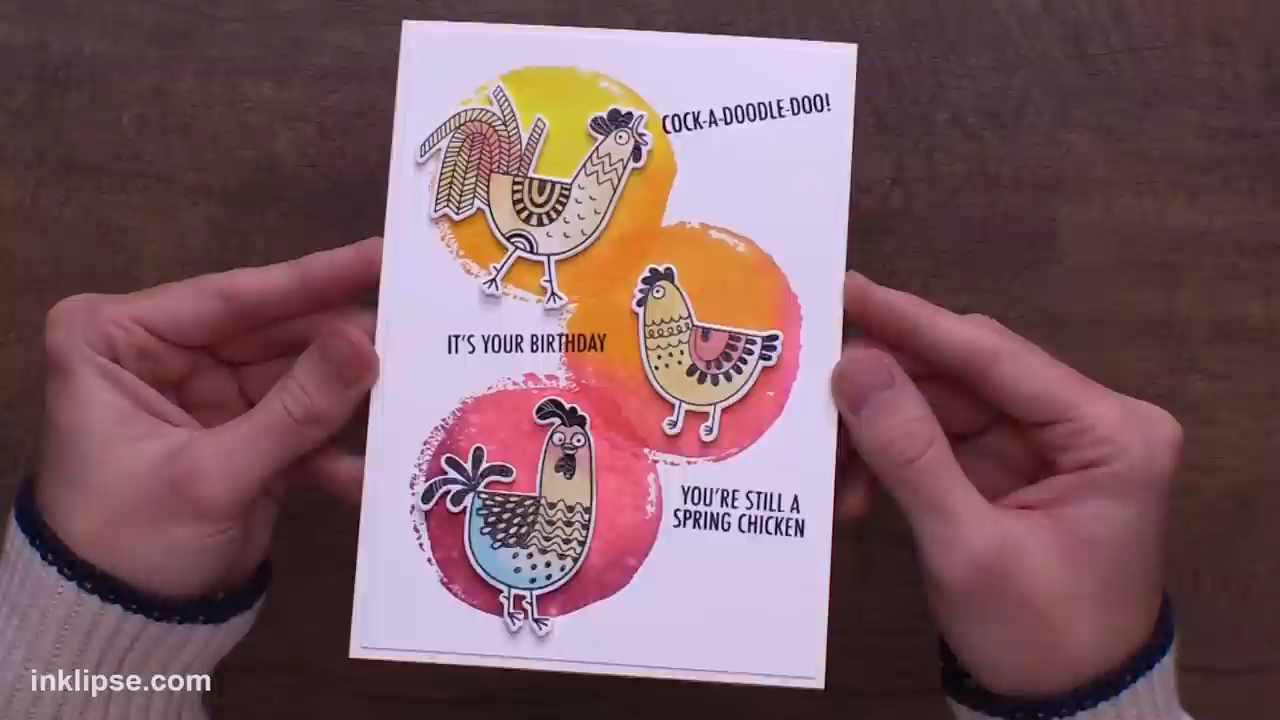 COCK-A-DOODLE-DOO!
IT'S YOUR BIRTHDAY
YOU'RE STILL A
SPRING CHICKEN
inklipse.com